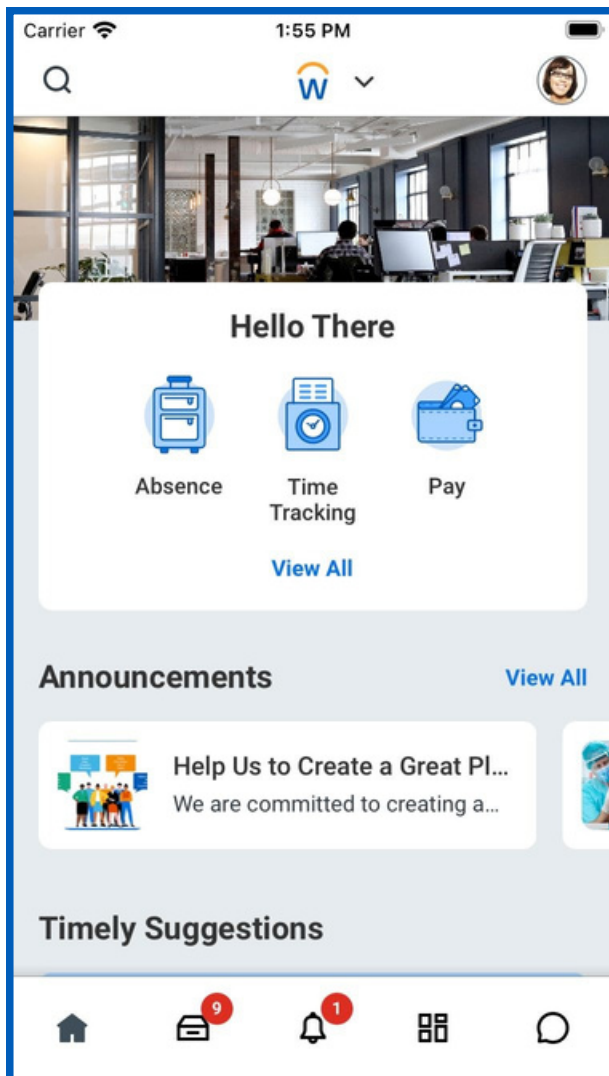 Carrier 1:55 PM
W
Hello There
Absence
Time
Tracking
Pay
View All
Announcements View All
Help Us to Create a Great Pl...
We are committed to creating a...
Timely Suggestions
9 1